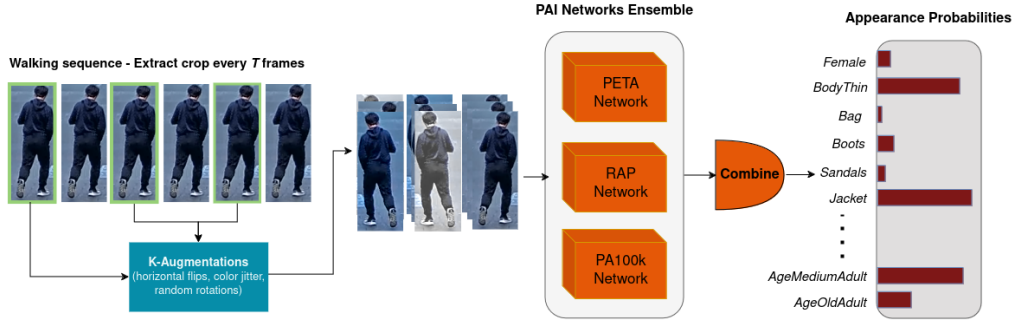 Walking sequence - Extract crop every T frames
K-Augmentations
(horizontal flips, color jitter,
random rotations)
PAI Networks Ensemble
PETA
Network
RAP
Network
PA100k
Network
Combine
Appearance Probabilities
Female
BodyThin
Bag
Boots
Sandals
Jacket
AgeMediumAdult
AgeOldAdult